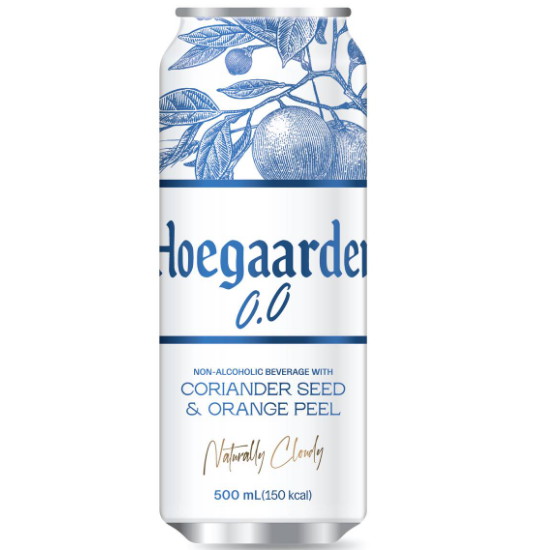 Hoegaarden
0.0
NON-ALCOHOLIC BEVERAGE WITH
CORIANDER SEED
& ORANGE PEEL
Naturally Cloudy
500 mL(150 kcal)